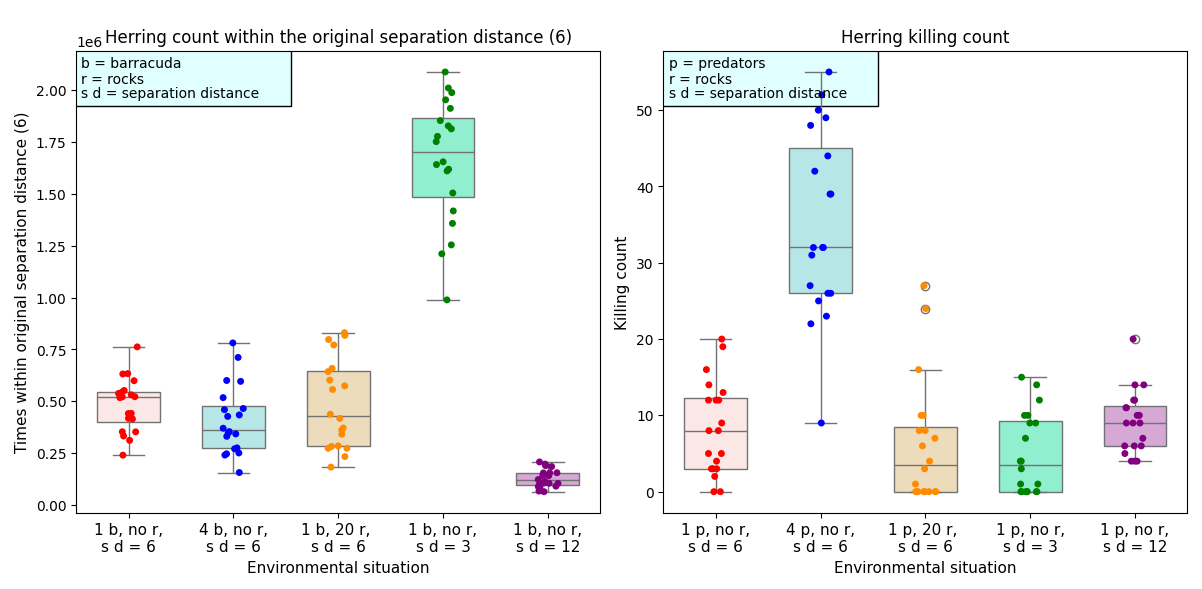 Herring count within the original separation distance (6)
1e6
b = barracuda
r = rocks
s d = separation distance
Times within original separation distance (6)
2.00
1.75
1.50
1.25
1.00
0.75
0.50
0.25
0.00
1 b, no r,
s d = 6
4 b, no r,
s d = 6
1 b, 20 r,
s d = 6
1 b, no r,
s d = 3
1 b, no r,
s d = 12
Environmental situation
Herring killing count
p = predators
r = rocks
s d = separation distance
Killing count
50
40
30
20
10
0
1 p, no r,
s d = 6
4 p, no r,
s d = 6
1 p, 20 r,
s d = 6
1 p, no r,
s d = 3
1 p, no r,
s d = 12
Environmental situation